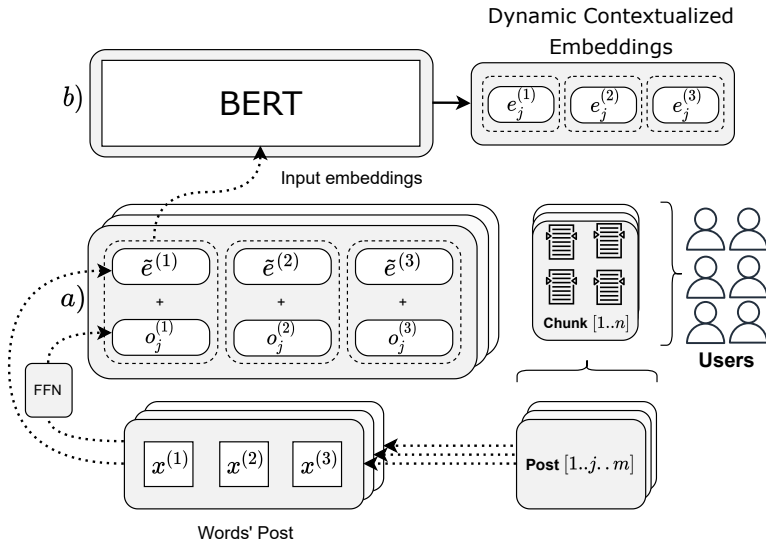 Dynamic Contextualized
Embeddings
b)
BERT
e_j^{(1)} e_j^{(2)} e_j^{(3)}
Input embeddings
a)
ẽ^{(1)} ẽ^{(2)} ẽ^{(3)}
+ + +
o_j^{(1)} o_j^{(2)} o_j^{(3)}
Chunk [1..n]
Users
FFN
x^{(1)} x^{(2)} x^{(3)}
Post [1..j..m]
Words' Post